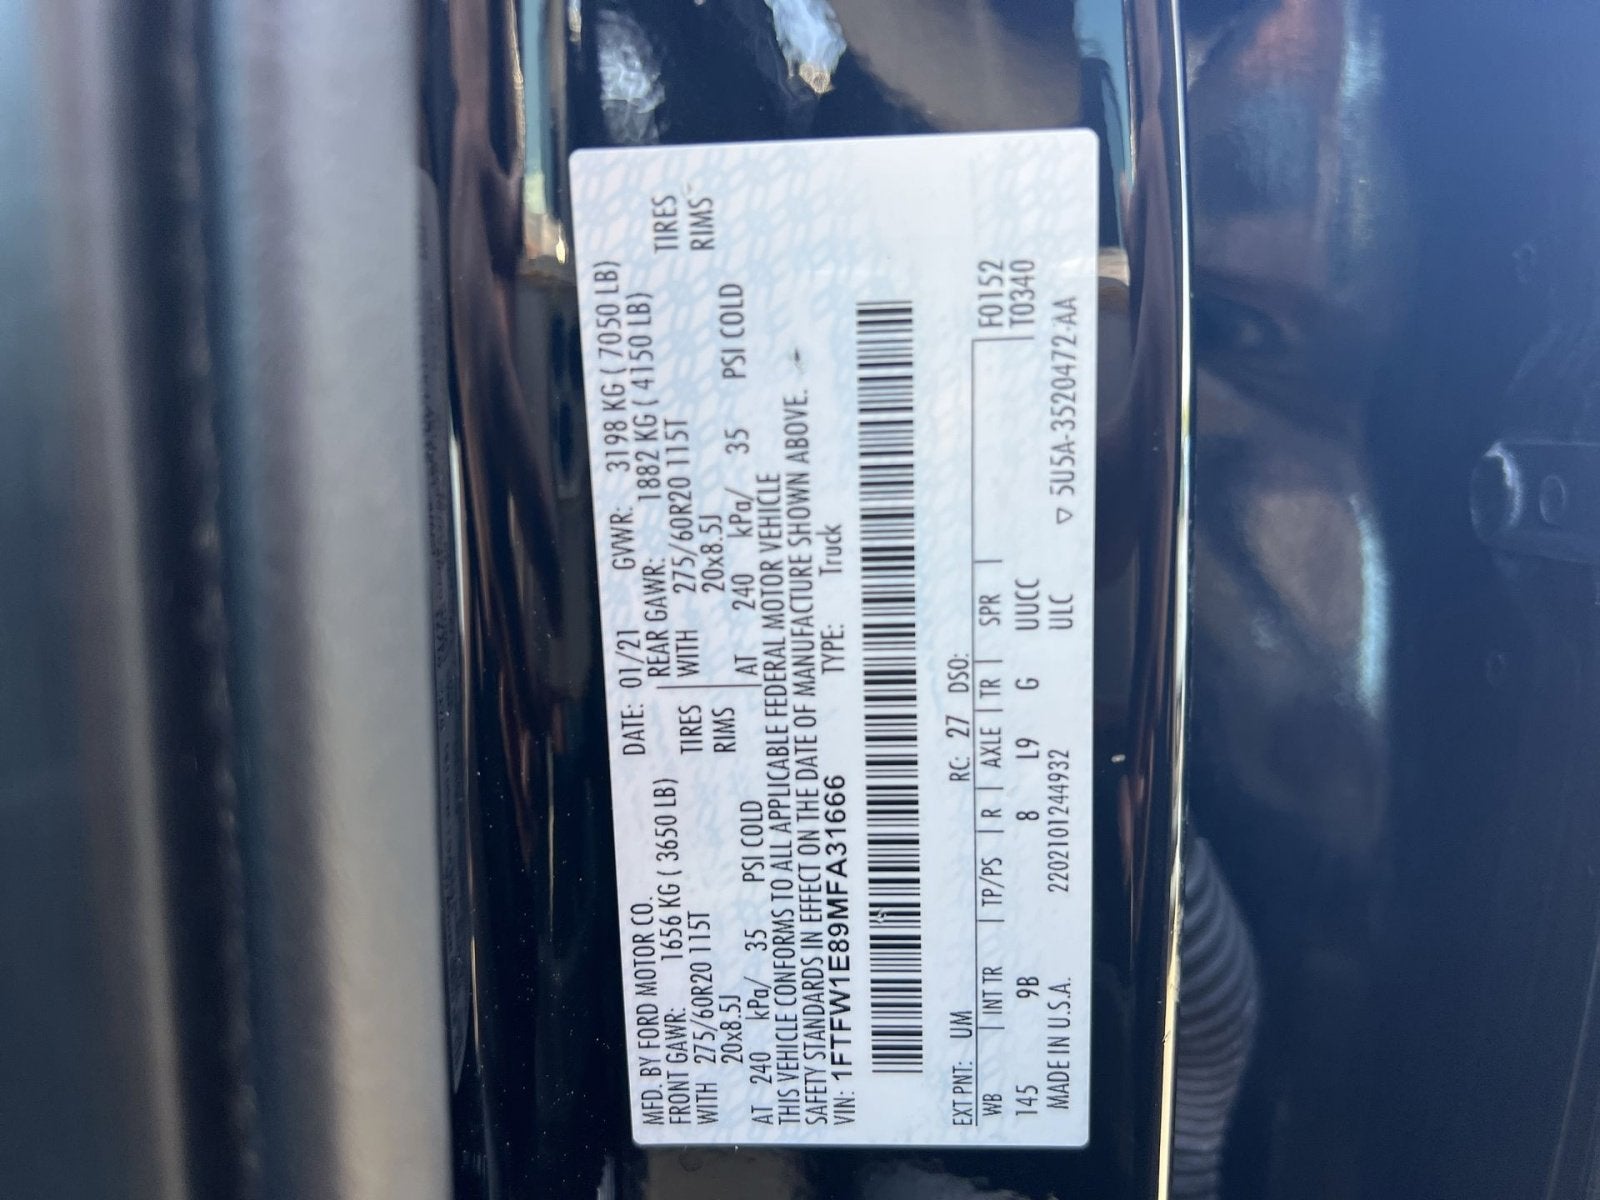 MFD. BY FORD MOTOR CO. DATE: 01/21 GVWR: 3198 KG ( 7050 LB)
FRONT GAWR: 1656 KG ( 3650 LB) REAR GAWR: 1882 KG ( 4150 LB)
WITH 275/60R20 115T TIRES WITH 275/60R20 115T TIRES
20x8.5J RIMS 20x8.5J RIMS
AT 240 kPa/ 35 PSI COLD AT 240 kPa/ 35 PSI COLD
THIS VEHICLE CONFORMS TO ALL APPLICABLE FEDERAL MOTOR VEHICLE
SAFETY STANDARDS IN EFFECT ON THE DATE OF MANUFACTURE SHOWN ABOVE.
VIN: 1FTFW1E89MFA31666 TYPE: Truck
EXT PNT: UM RC: 27 DSO: F0152
WB INT TR TP/PS R AXLE TR SPR T0340
145 9B 8 L9 G UUCC
MADE IN U.S.A. 220210124493​2 ULC ▽ 5U5A-3520472-AA